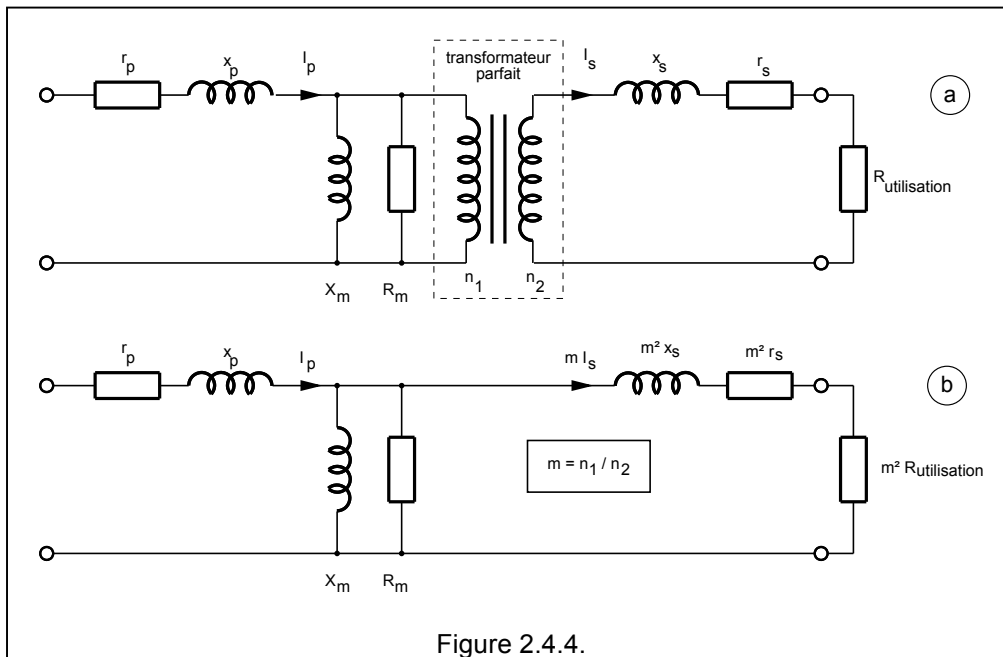 transformateur
parfait
r_p
x_p
I_p
I_s
x_s
r_s
a
R_utilisation
X_m
R_m
n_1
n_2
r_p
x_p
I_p
m I_s
m² x_s
m² r_s
b
m = n_1 / n_2
m² R_utilisation
X_m
R_m
Figure 2.4.4.